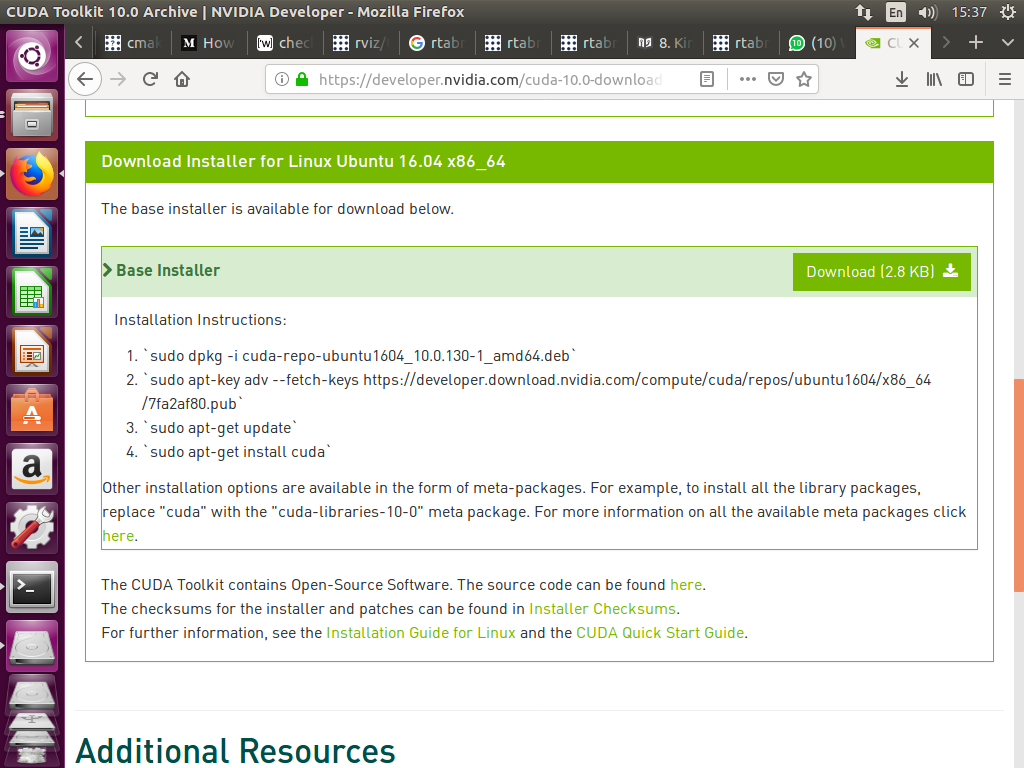 CUDA Toolkit 10.0 Archive | NVIDIA Developer - Mozilla Firefox
En
15:37
cmak
M How
chec
rviz/
rtabr
rtabr
rtabr
8. Kir
rtabr
(10)
CU
https://developer.nvidia.com/cuda-10.0-download
Download Installer for Linux Ubuntu 16.04 x86_64
The base installer is available for download below.
Base Installer
Download (2.8 KB)
Installation Instructions:
1. `sudo dpkg -i cuda-repo-ubuntu1604_10.0.130-1_amd64.deb`
2. `sudo apt-key adv --fetch-keys https://developer.download.nvidia.com/compute/cuda/repos/ubuntu1604/x86_64
/7fa2af80.pub`
3. `sudo apt-get update`
4. `sudo apt-get install cuda`
Other installation options are available in the form of meta-packages. For example, to install all the library packages,
replace "cuda" with the "cuda-libraries-10-0" meta package. For more information on all the available meta packages click
here.
The CUDA Toolkit contains Open-Source Software. The source code can be found here.
The checksums for the installer and patches can be found in Installer Checksums.
For further information, see the Installation Guide for Linux and the CUDA Quick Start Guide.
Additional Resources